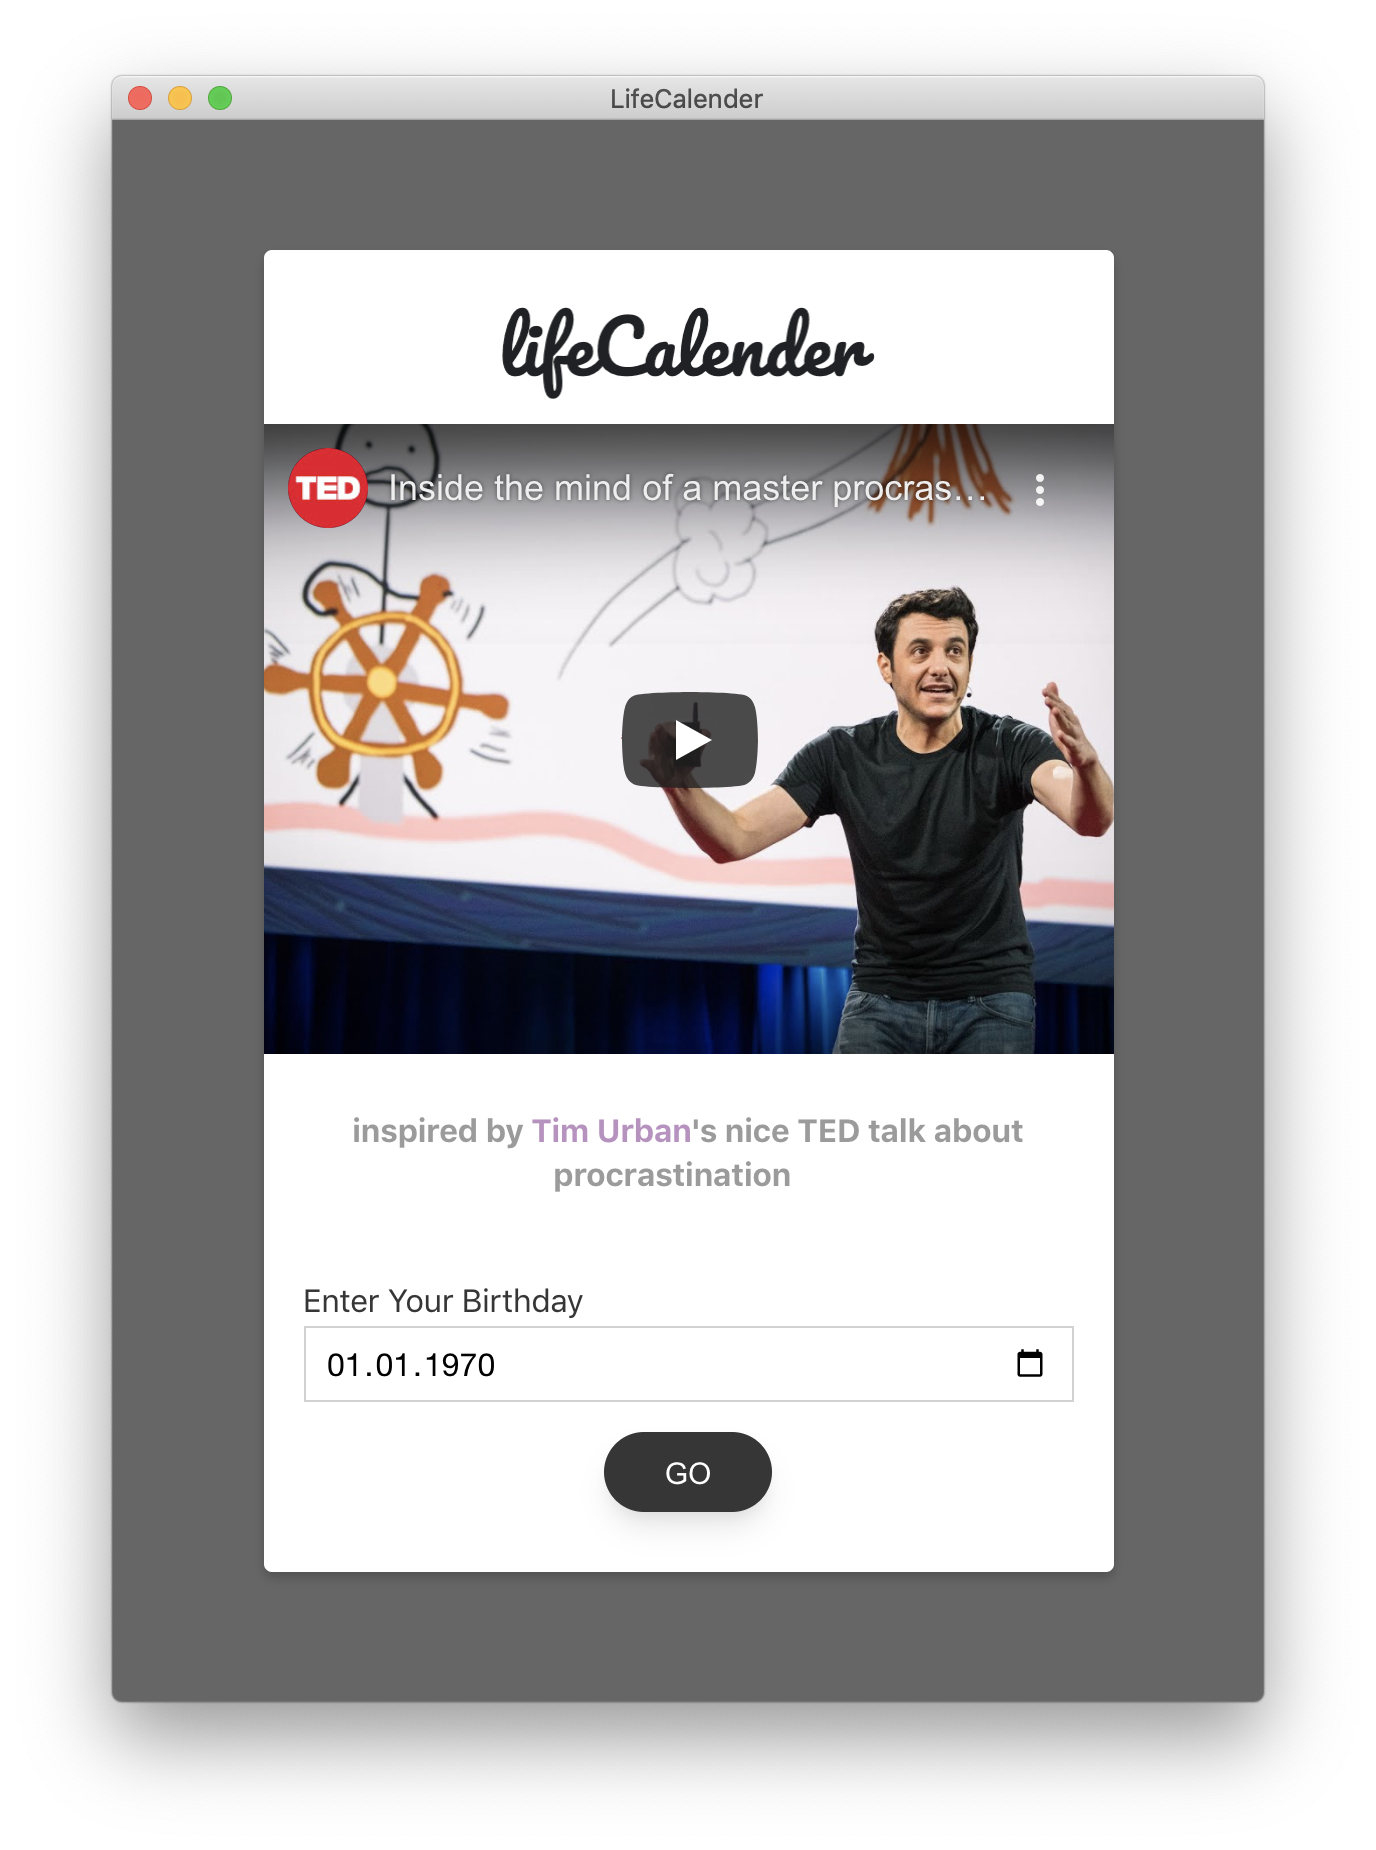 LifeCalender
lifeCalender
TED
Inside the mind of a master procras...
inspired by Tim Urban's nice TED talk about
procrastination
Enter Your Birthday
01.01.1970
GO